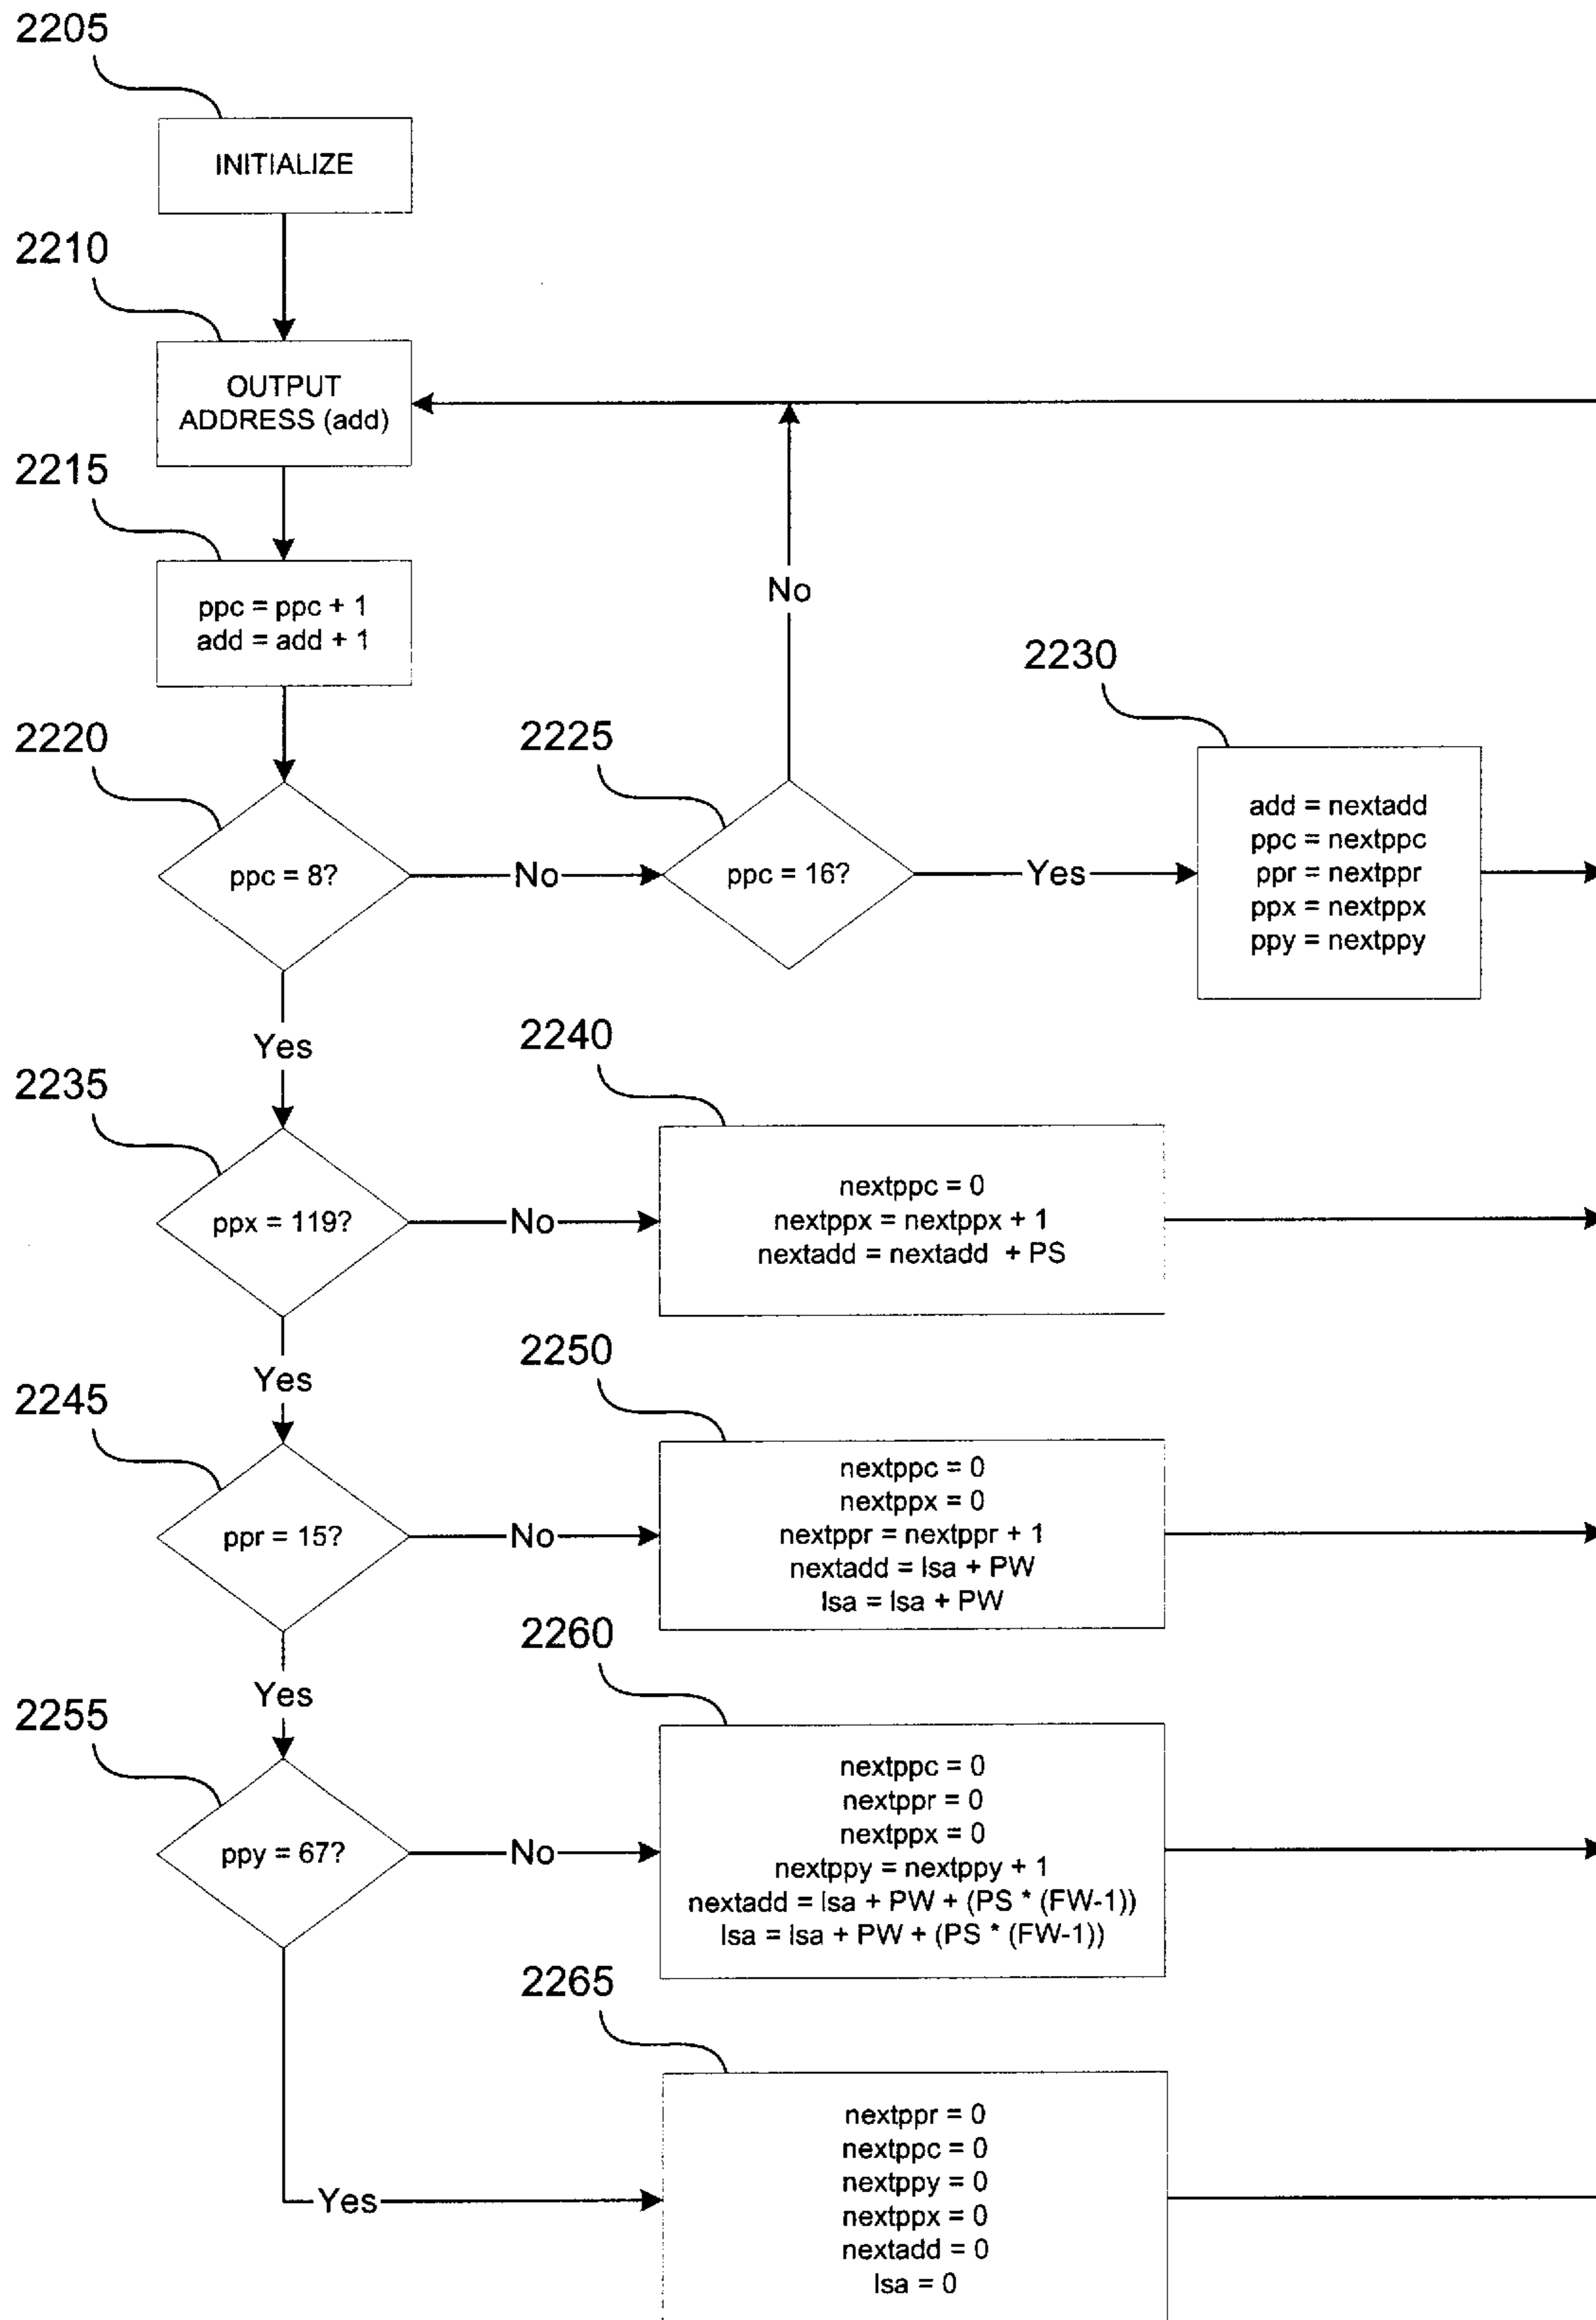 2205
INITIALIZE
2210
OUTPUT
ADDRESS (add)
2215
ppc = ppc + 1
add = add + 1
No
2230
2220
2225
ppc = 8?
No
ppc = 16?
Yes
add = nextadd
ppc = nextppc
ppr = nextppr
ppx = nextppx
ppy = nextppy
Yes
2235
2240
ppx = 119?
No
nextppc = 0
nextppx = nextppx + 1
nextadd = nextadd + PS
Yes
2245
2250
ppr = 15?
No
nextppc = 0
nextppx = 0
nextppr = nextppr + 1
nextadd = lsa + PW
lsa = lsa + PW
Yes
2255
2260
ppy = 67?
No
nextppc = 0
nextppr = 0
nextppx = 0
nextppy = nextppy + 1
nextadd = lsa + PW + (PS * (FW-1))
lsa = lsa + PW + (PS * (FW-1))
2265
Yes
nextppr = 0
nextppc = 0
nextppy = 0
nextppx = 0
nextadd = 0
lsa = 0